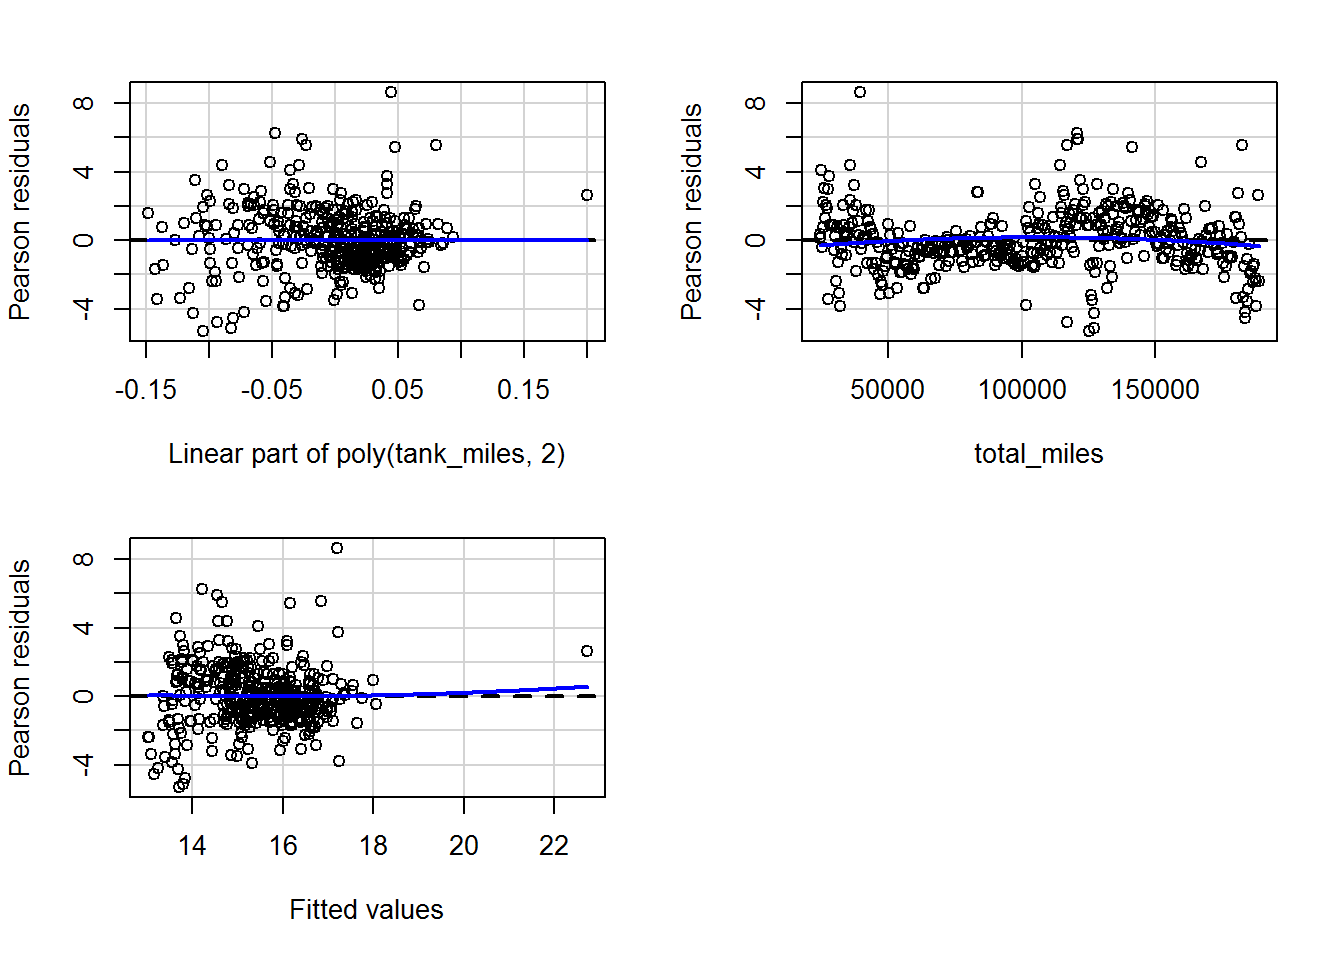 Pearson residuals
8
4
0
-4
-0.15 -0.05 0.05 0.15
Linear part of poly(tank_miles, 2)
Pearson residuals
8
4
0
-4
50000 100000 150000
total_miles
Pearson residuals
8
4
0
-4
14 16 18 20 22
Fitted values